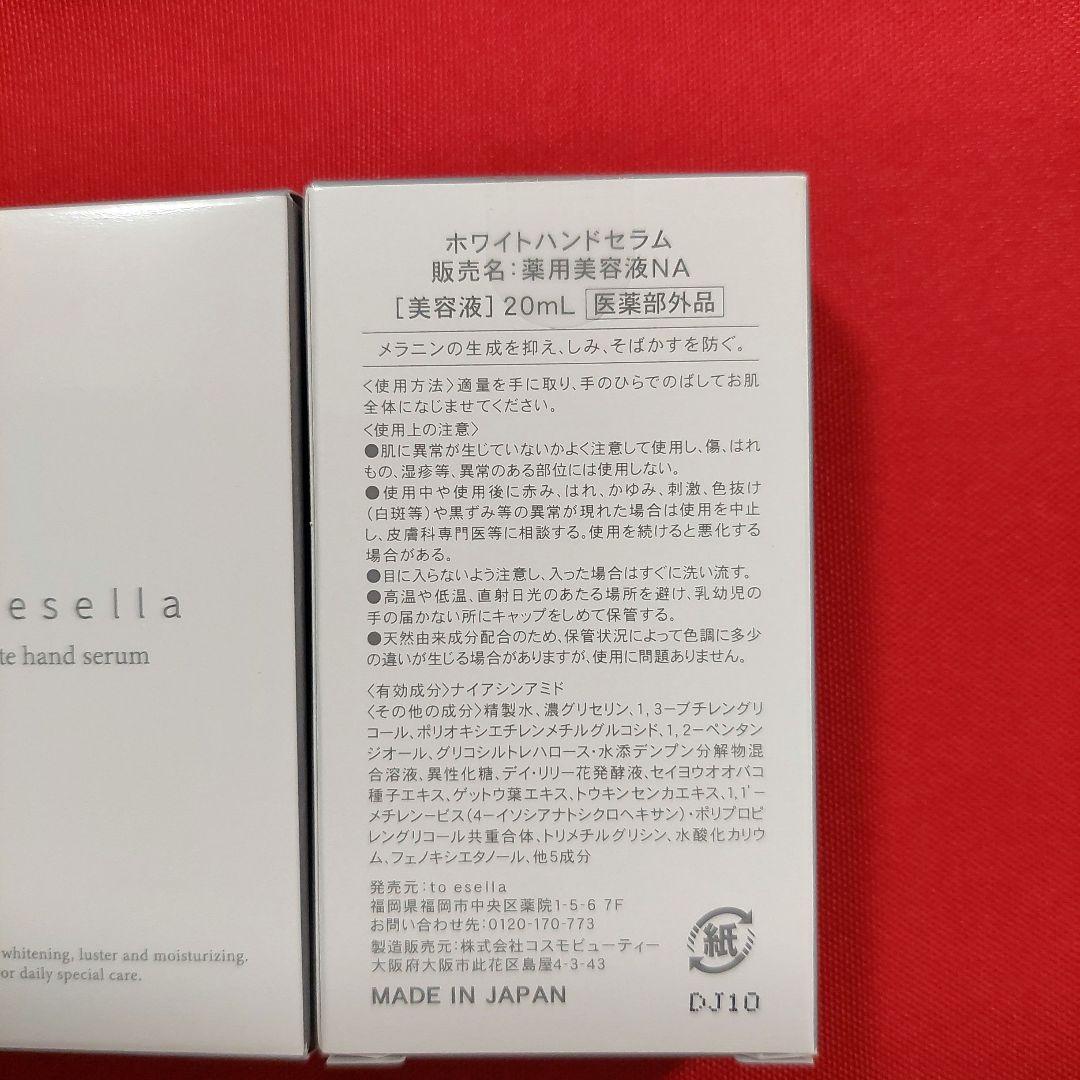 esella
te hand serum
whitening, luster and moisturizing.
or daily special care.
ホワイトハンドセラム
販売名:薬用美容液NA
[美容液] 20mL 医薬部外品
メラニンの生成を抑え、しみ、そばかすを防ぐ。
〈使用方法〉適量を手に取り、手のひらでのばしてお肌
全体になじませてください。
〈使用上の注意〉
●肌に異常が生じていないかよく注意して使用し、傷、はれ
もの、湿疹等、異常のある部位には使用しない。
●使用中や使用後に赤み、はれ、かゆみ、刺激、色抜け
(白斑等)や黒ずみ等の異常が現れた場合は使用を中止
し、皮膚科専門医等に相談する。使用を続けると悪化する
場合がある。
●目に入らないよう注意し、入った場合はすぐに洗い流す。
●高温や低温、直射日光のあたる場所を避け、乳幼児の
手の届かない所にキャップをしめて保管する。
●天然由来成分配合のため、保管状況によって色調に多少
の違いが生じる場合がありますが、使用に問題ありません。
〈有効成分〉ナイアシンアミド
〈その他の成分〉精製水、濃グリセリン、1,3-ブチレングリ
コール、ポリオキシエチレンメチルグルコシド、1,2-ペンタン
ジオール、グリコシルトレハロース・水添デンプン分解物混
合溶液、異性化糖、デイ・リリー花発酵液、セイヨウオオバコ
種子エキス、ゲットウ葉エキス、トウキンセンカエキス、1,1'-
メチレン-ビス(4-イソシアナトシクロヘキサン)・ポリプロピ
レングリコール共重合体、トリメチルグリシン、水酸化カリウ
ム、フェノキシエタノール、他5成分
発売元:to esella
福岡県福岡市中央区薬院1-5-6 7F
お問い合わせ先:0120-170-773
製造販売元:株式会社コスモビューティー
大阪府大阪市此花区島屋4-3-43
MADE IN JAPAN
紙
DJ10